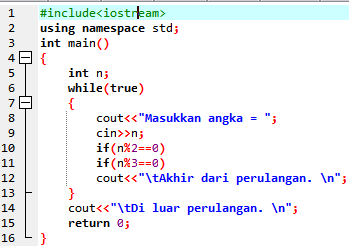 1 #include<iostream>
2 using namespace std;
3 int main()
4 {
5 int n;
6 while(true)
7 {
8 cout<<"Masukkan angka = ";
9 cin>>n;
10 if(n%2==0)
11 if(n%3==0)
12 cout<<"\tAkhir dari perulangan. \n";
13 }
14 cout<<"\tDi luar perulangan. \n";
15 return 0;
16 }